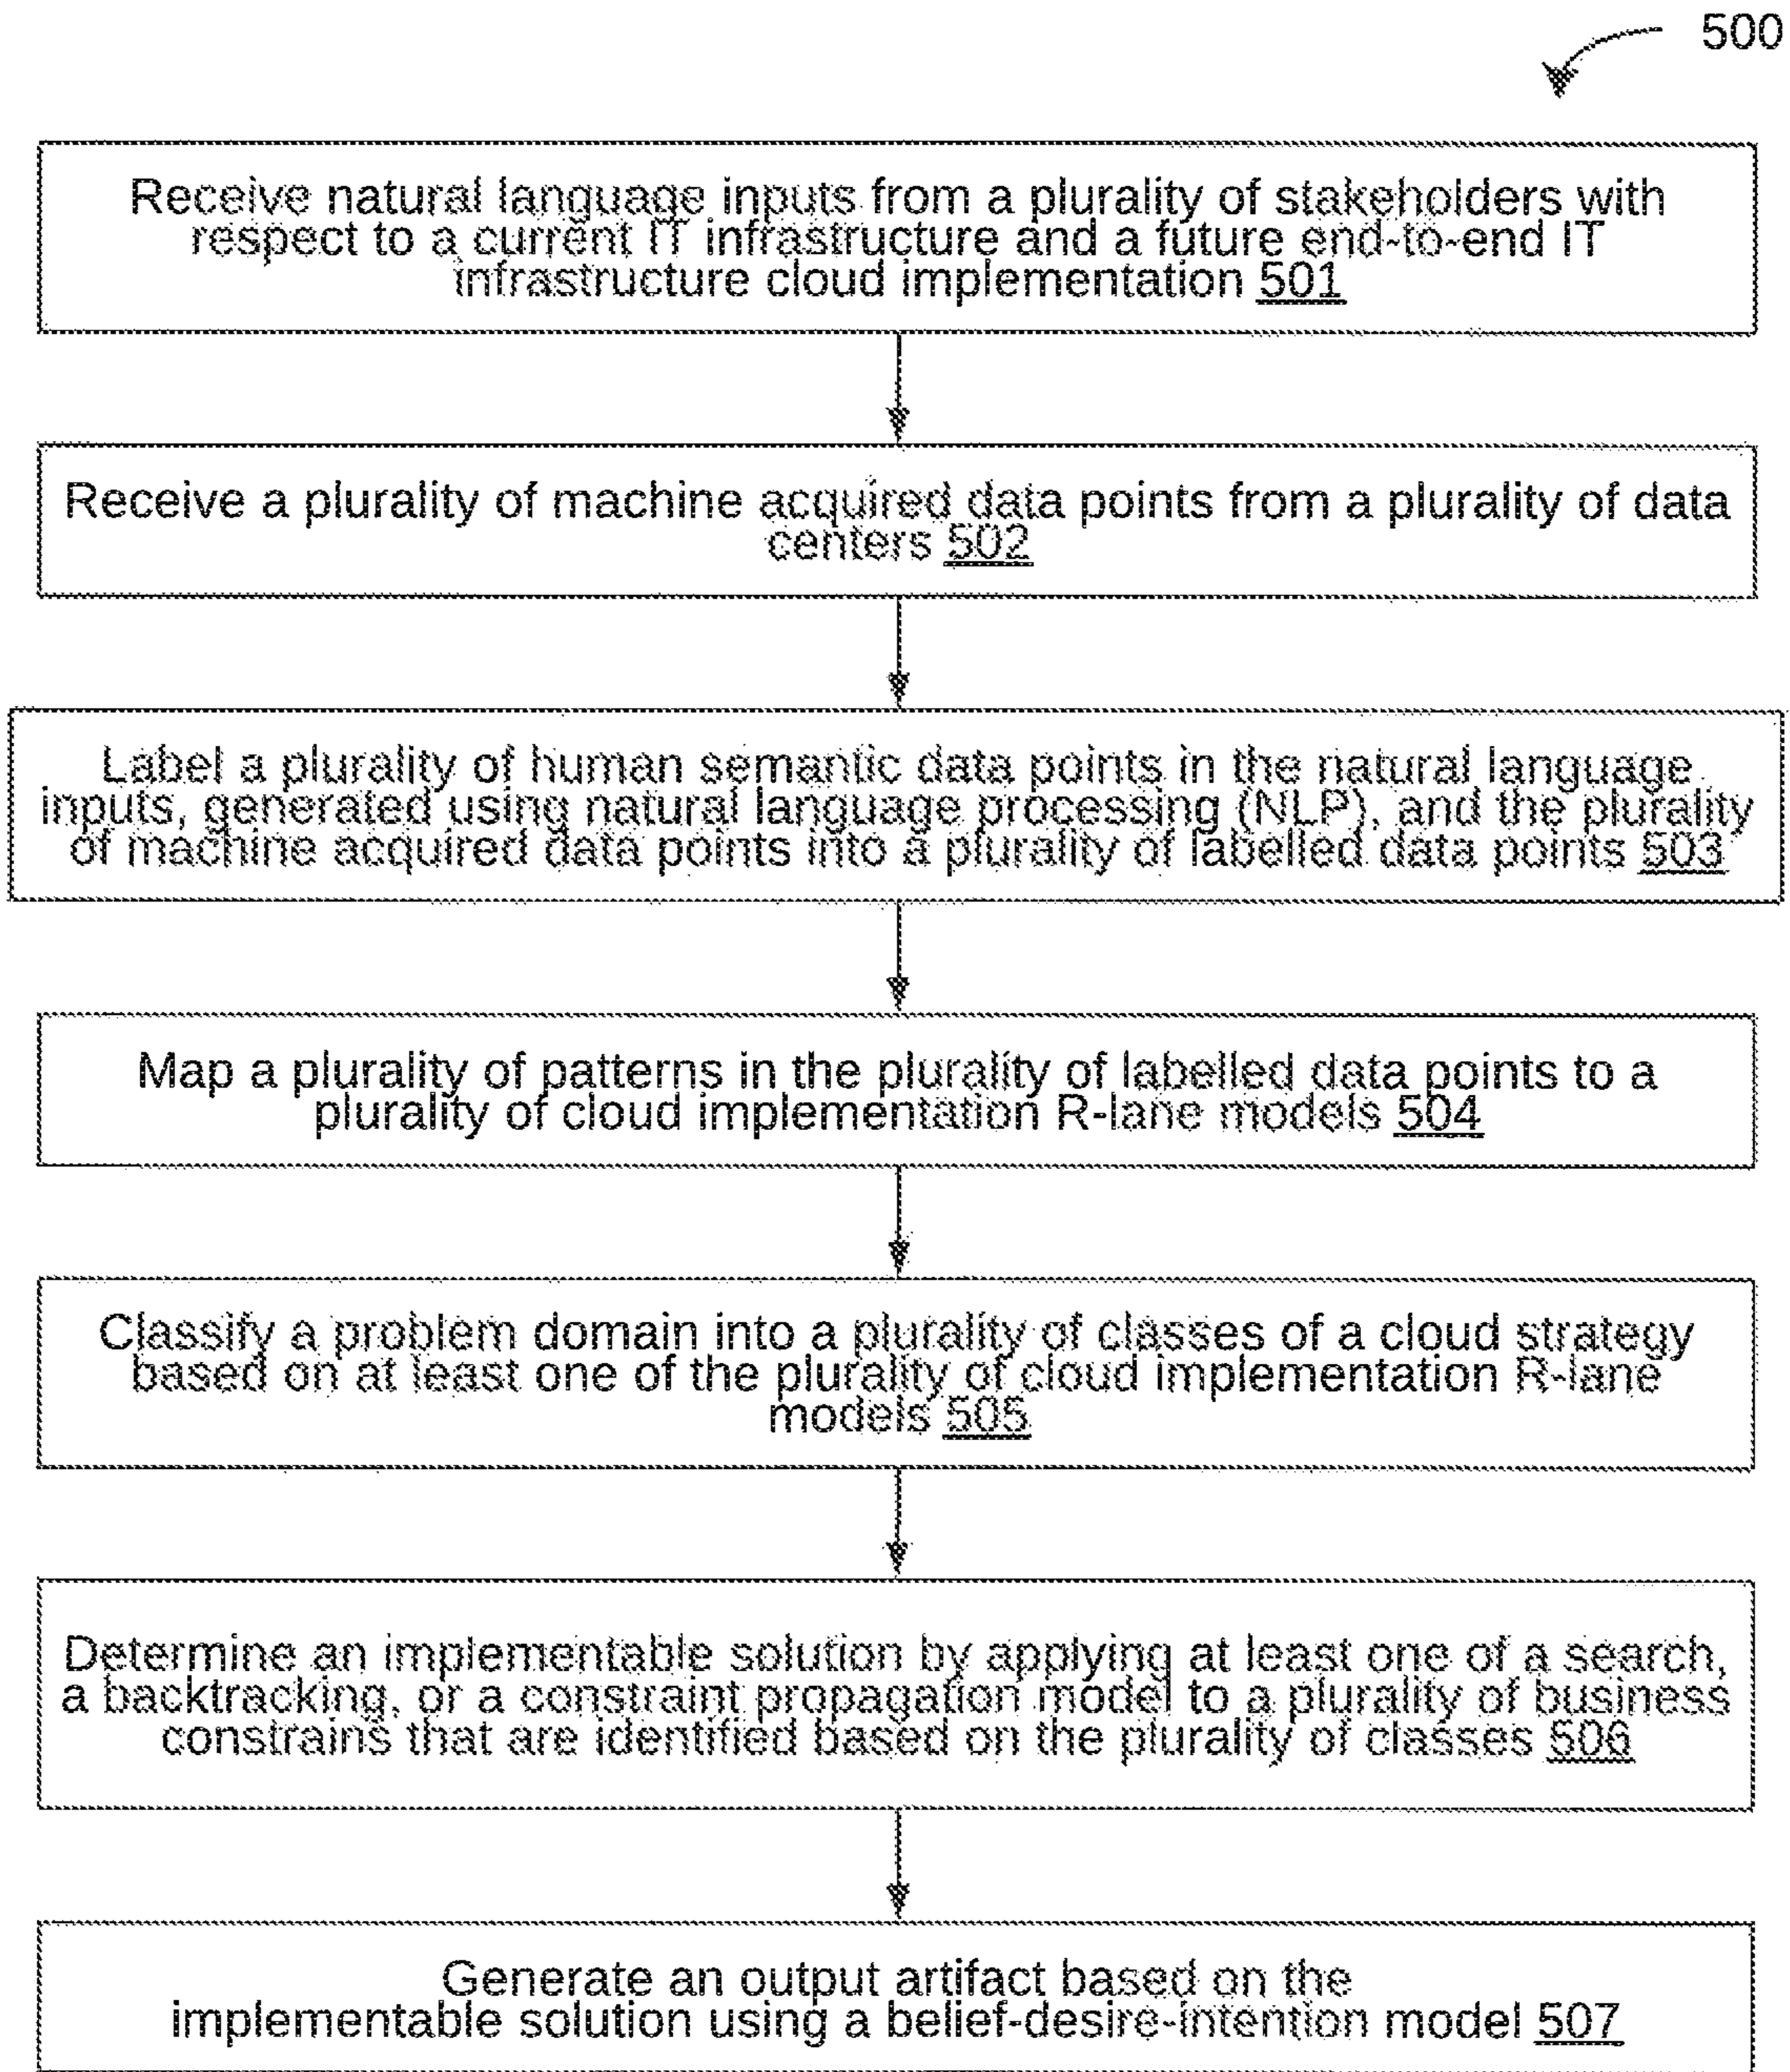 500
Receive natural language inputs from a plurality of stakeholders with
respect to a current IT infrastructure and a future end-to-end IT
infrastructure cloud implementation 501
Receive a plurality of machine acquired data points from a plurality of data
centers 502
Label a plurality of human semantic data points in the natural language
inputs, generated using natural language processing (NLP), and the plurality
of machine acquired data points into a plurality of labelled data points 503
Map a plurality of patterns in the plurality of labelled data points to a
plurality of cloud implementation R-lane models 504
Classify a problem domain into a plurality of classes of a cloud strategy
based on at least one of the plurality of cloud implementation R-lane
models 505
Determine an implementable solution by applying at least one of a search,
a backtracking, or a constraint propagation model to a plurality of business
constrains that are identified based on the plurality of classes 506
Generate an output artifact based on the
implementable solution using a belief-desire-intention model 507